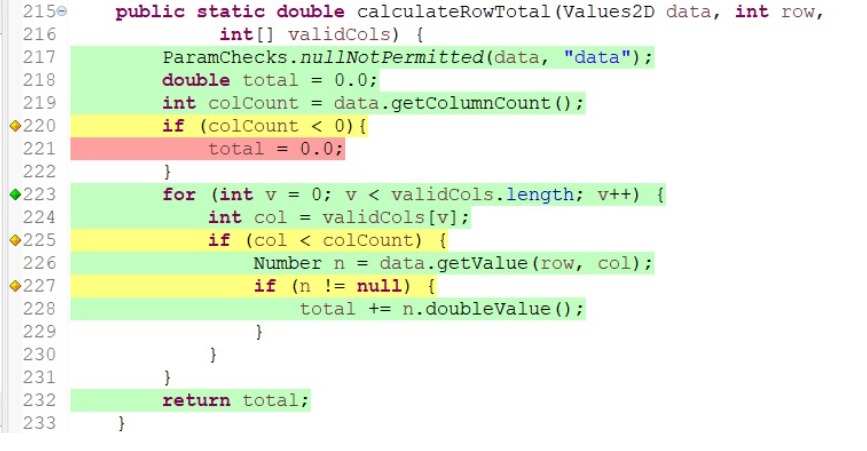 215 public static double calculateRowTotal(Values2D data, int row,
216 int[] validCols) {
217 ParamChecks.nullNotPermitted(data, "data");
218 double total = 0.0;
219 int colCount = data.getColumnCount();
220 if (colCount < 0){
221 total = 0.0;
222 }
223 for (int v = 0; v < validCols.length; v++) {
224 int col = validCols[v];
225 if (col < colCount) {
226 Number n = data.getValue(row, col);
227 if (n != null) {
228 total += n.doubleValue();
229 }
230 }
231 }
232 return total;
233 }